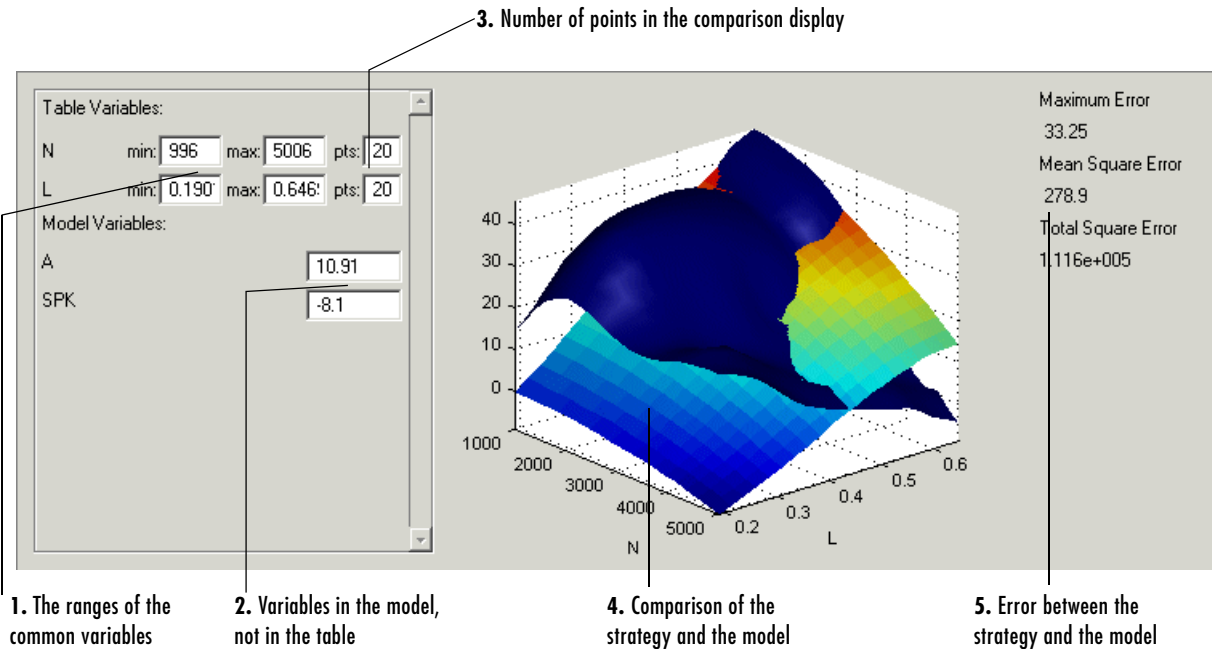 3. Number of points in the comparison display
Table Variables:
N min: 996 max: 5006 pts: 20
L min: 0.190 max: 0.646 pts: 20
Model Variables:
A 10.91
SPK -8.1
40
30
20
10
0
1000
2000
3000
4000
5000
N
0.2
0.3
0.4
0.5
0.6
L
Maximum Error
33.25
Mean Square Error
278.9
Total Square Error
1.116e+005
1. The ranges of the
common variables
2. Variables in the model,
not in the table
4. Comparison of the
strategy and the model
5. Error between the
strategy and the model